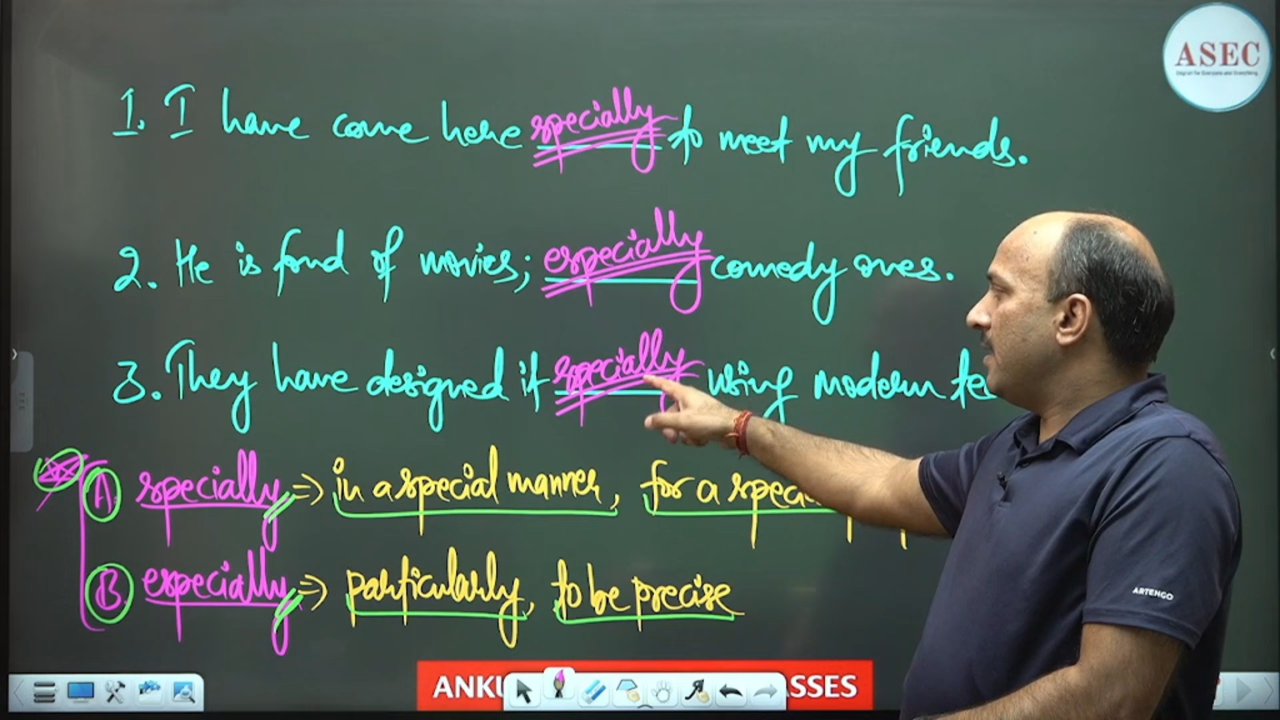 ASEC
1. I have come here specially to meet my friends.
2. He is fond of movies; especially comedy ones.
3. They have designed it specially using modern
A specially => in a special manner, for a
B especially => particularly, to be precise
ARTENGO